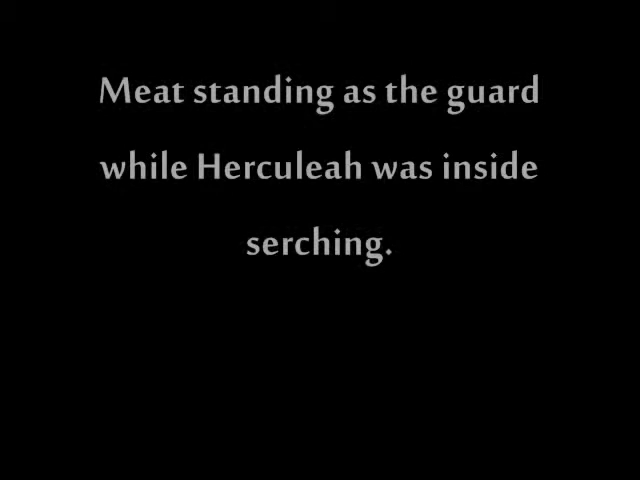 Meat standing as the guard
while Herculeah was inside
serching.